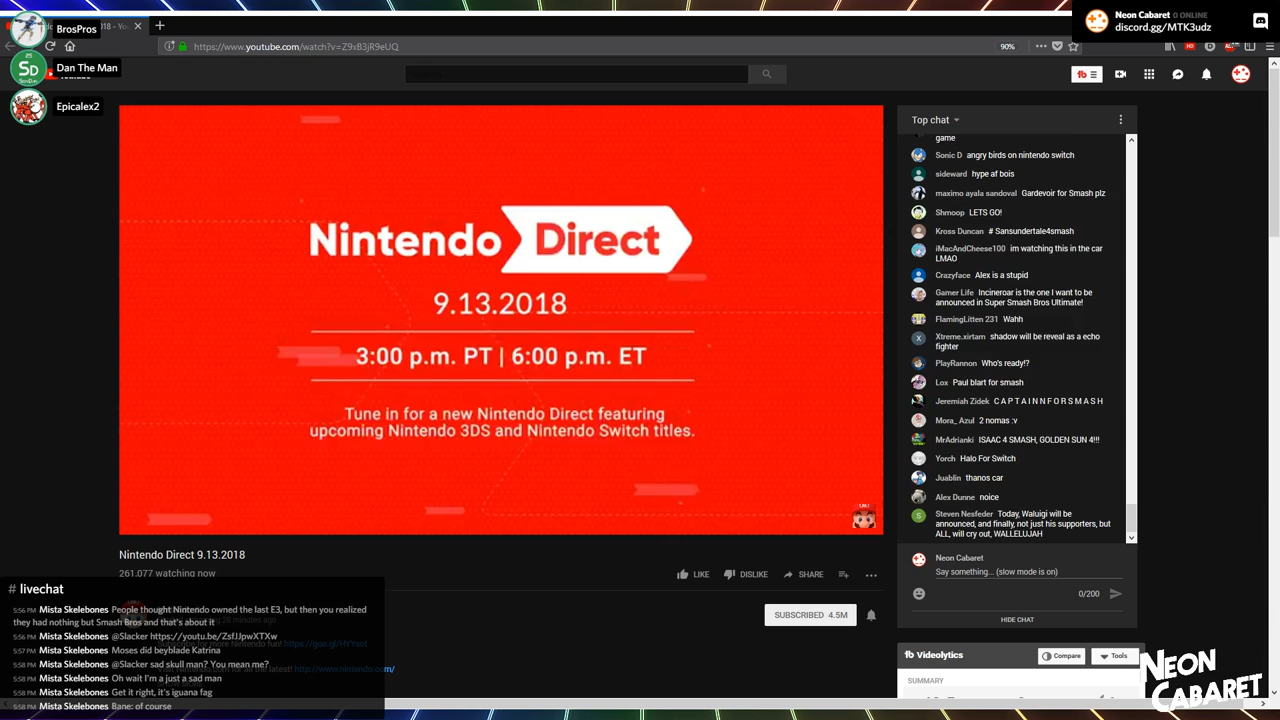 BrosPros
2018 - Yo
https://www.youtube.com/watch?v=Z9xB3jR9eUQ
90%
Neon Cabaret 0 ONLINE
discord.gg/MTK3udz
Dan The Man
Epicalex2
Nintendo Direct
9.13.2018
3:00 p.m. PT | 6:00 p.m. ET
Tune in for a new Nintendo Direct featuring
upcoming Nintendo 3DS and Nintendo Switch titles.
Top chat
game
Sonic D angry birds on nintendo switch
sideward hype af bois
maximo ayala sandoval Gardevoir for Smash plz
Shmoop LETS GO!
Kross Duncan # Sansundertale4smash
iMacAndCheese100 im watching this in the car
LMAO
Crazyface Alex is a stupid
Gamer Life Incineroar is the one I want to be
announced in Super Smash Bros Ultimate!
FlamingLitten 231 Wahh
Xtreme.xirtam shadow will be reveal as a echo
fighter
PlayRannon Who's ready!?
Lox Paul blart for smash
Jeremiah Zidek C A P T A I N N F O R S M A S H
Mora_ Azul 2 nomas :v
MrAdrianki ISAAC 4 SMASH, GOLDEN SUN 4!!!
Yorch Halo For Switch
Juablin thanos car
Alex Dunne noice
Steven Nesfeder Today, Waluigi will be
announced, and finally, not just his supporters, but
ALL, will cry out, WALLELUJAH
Neon Cabaret
Say something... (slow mode is on)
0/200
HIDE CHAT
Nintendo Direct 9.13.2018
261,077 watching now
LIKE DISLIKE SHARE
SUBSCRIBED 4.5M
# livechat
5:56 PM Mista Skelebones People thought Nintendo owned the last E3, but then you realized
they had nothing but Smash Bros and that's about it
5:56 PM Mista Skelebones @Slacker https://youtu.be/ZsfJJpwXTXw
5:57 PM Mista Skelebones Moses did beyblade Katrina
5:58 PM Mista Skelebones @Slacker sad skull man? You mean me?
5:58 PM Mista Skelebones Oh wait I'm a just a sad man
5:58 PM Mista Skelebones Get it right, it's iguana fag
5:58 PM Mista Skelebones Bane: of course
28 minutes ago
http://www.nintendo.com/
Videolytics
Compare
Tools
SUMMARY
NEON
CABARET